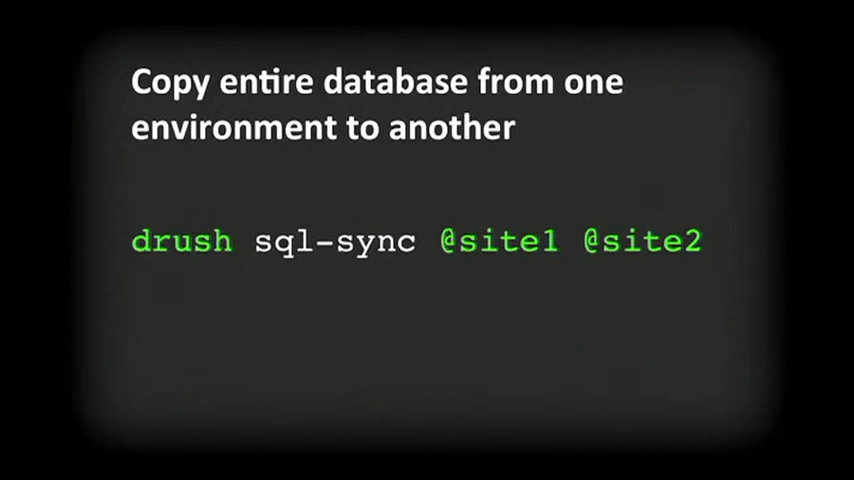 Copy entire database from one
environment to another
drush sql-sync @site1 @site2